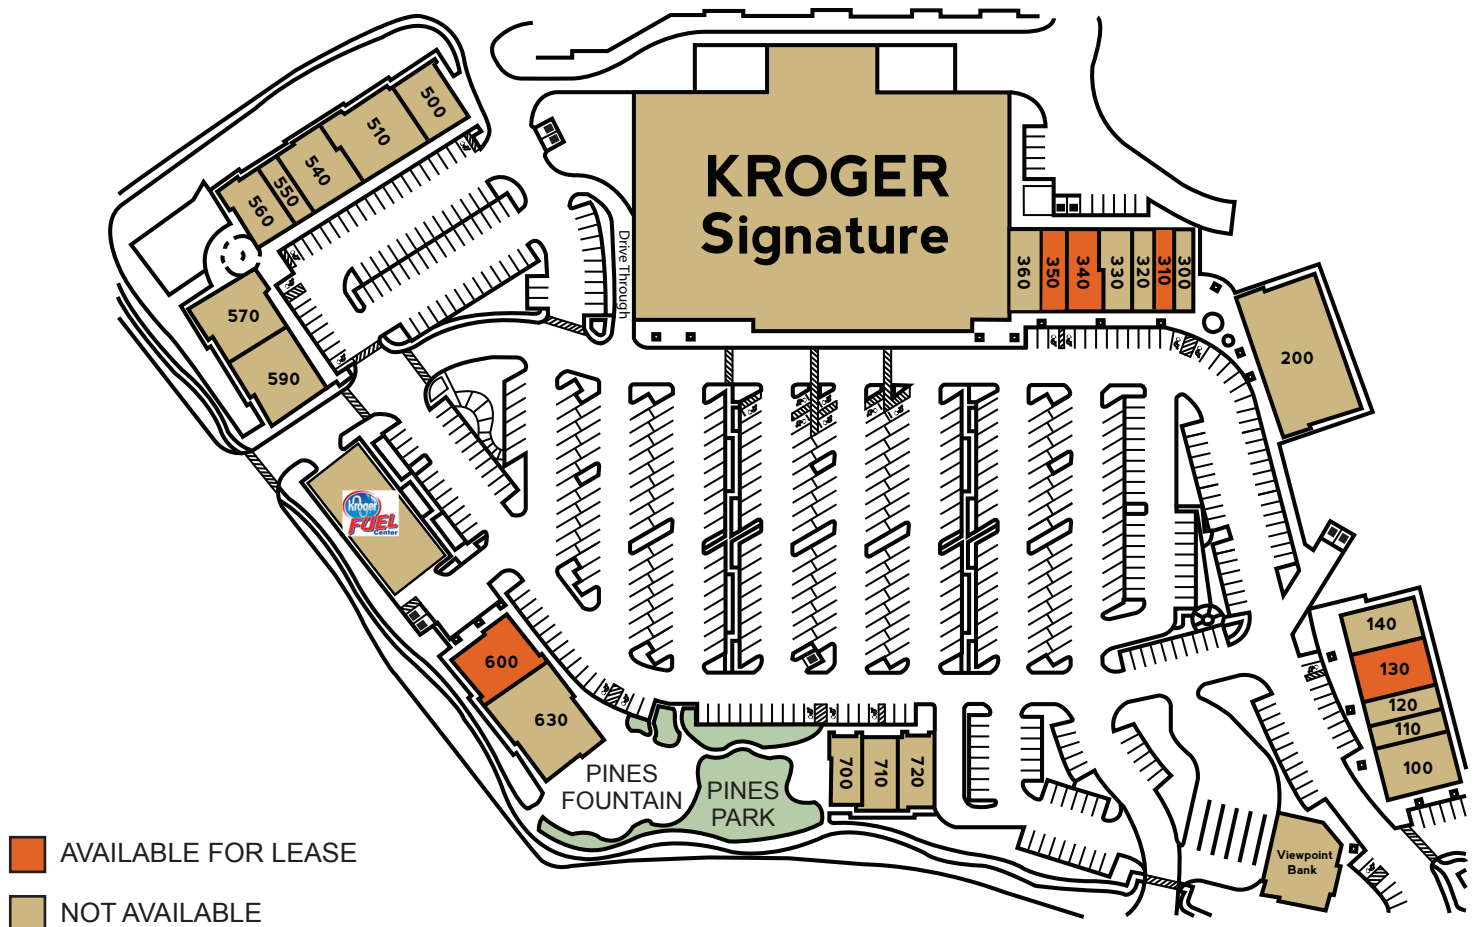 500
510
540
550
560
570
590
KROGER
Signature
Drive Through
360
350
340
330
320
310
300
200
Kroger
FUEL
Center
600
630
140
130
120
110
100
700
710
720
PINES
FOUNTAIN
PINES
PARK
Viewpoint
Bank
AVAILABLE FOR LEASE
NOT AVAILABLE